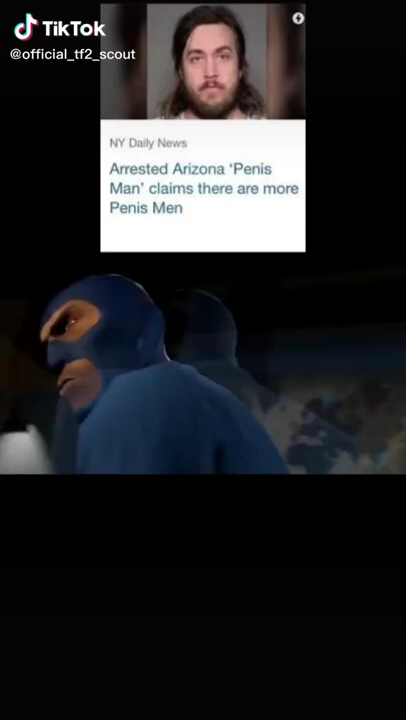 TikTok
@official_tf2_scout
NY Daily News
Arrested Arizona ‘Penis
Man’ claims there are more
Penis Men